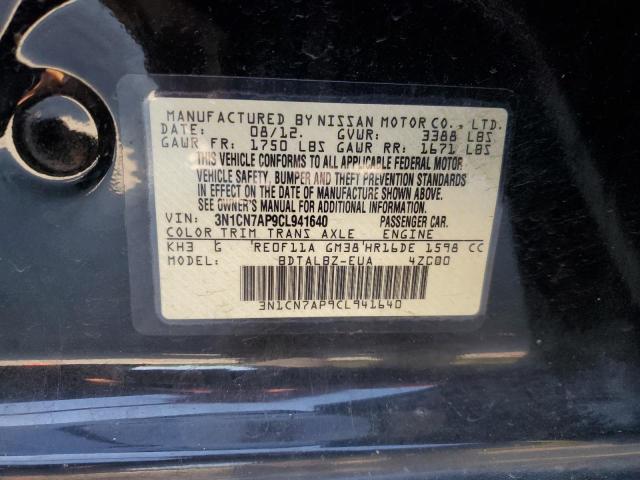 MANUFACTURED BY NISSAN MOTOR CO., LTD.
DATE: 08/12. GVWR: 3388 LBS
GAWR FR: 1750 LBS GAWR RR: 1671 LBS
THIS VEHICLE CONFORMS TO ALL APPLICABLE FEDERAL MOTOR
VEHICLE SAFETY, BUMPER AND THEFT PREVENTION STANDARDS
IN EFFECT ON THE DATE OF MANUFACTURE SHOWN ABOVE.
SEE OWNER'S MANUAL FOR ADDITIONAL INFORMATION.
VIN: 3N1CN7AP9CL941640 PASSENGER CAR.
COLOR TRIM TRANS AXLE ENGINE
KH3 G RE0F11A GM38 HR16DE 1598 CC
MODEL: BDTALBZ-EUA 4ZC00
3N1CN7AP9CL941640